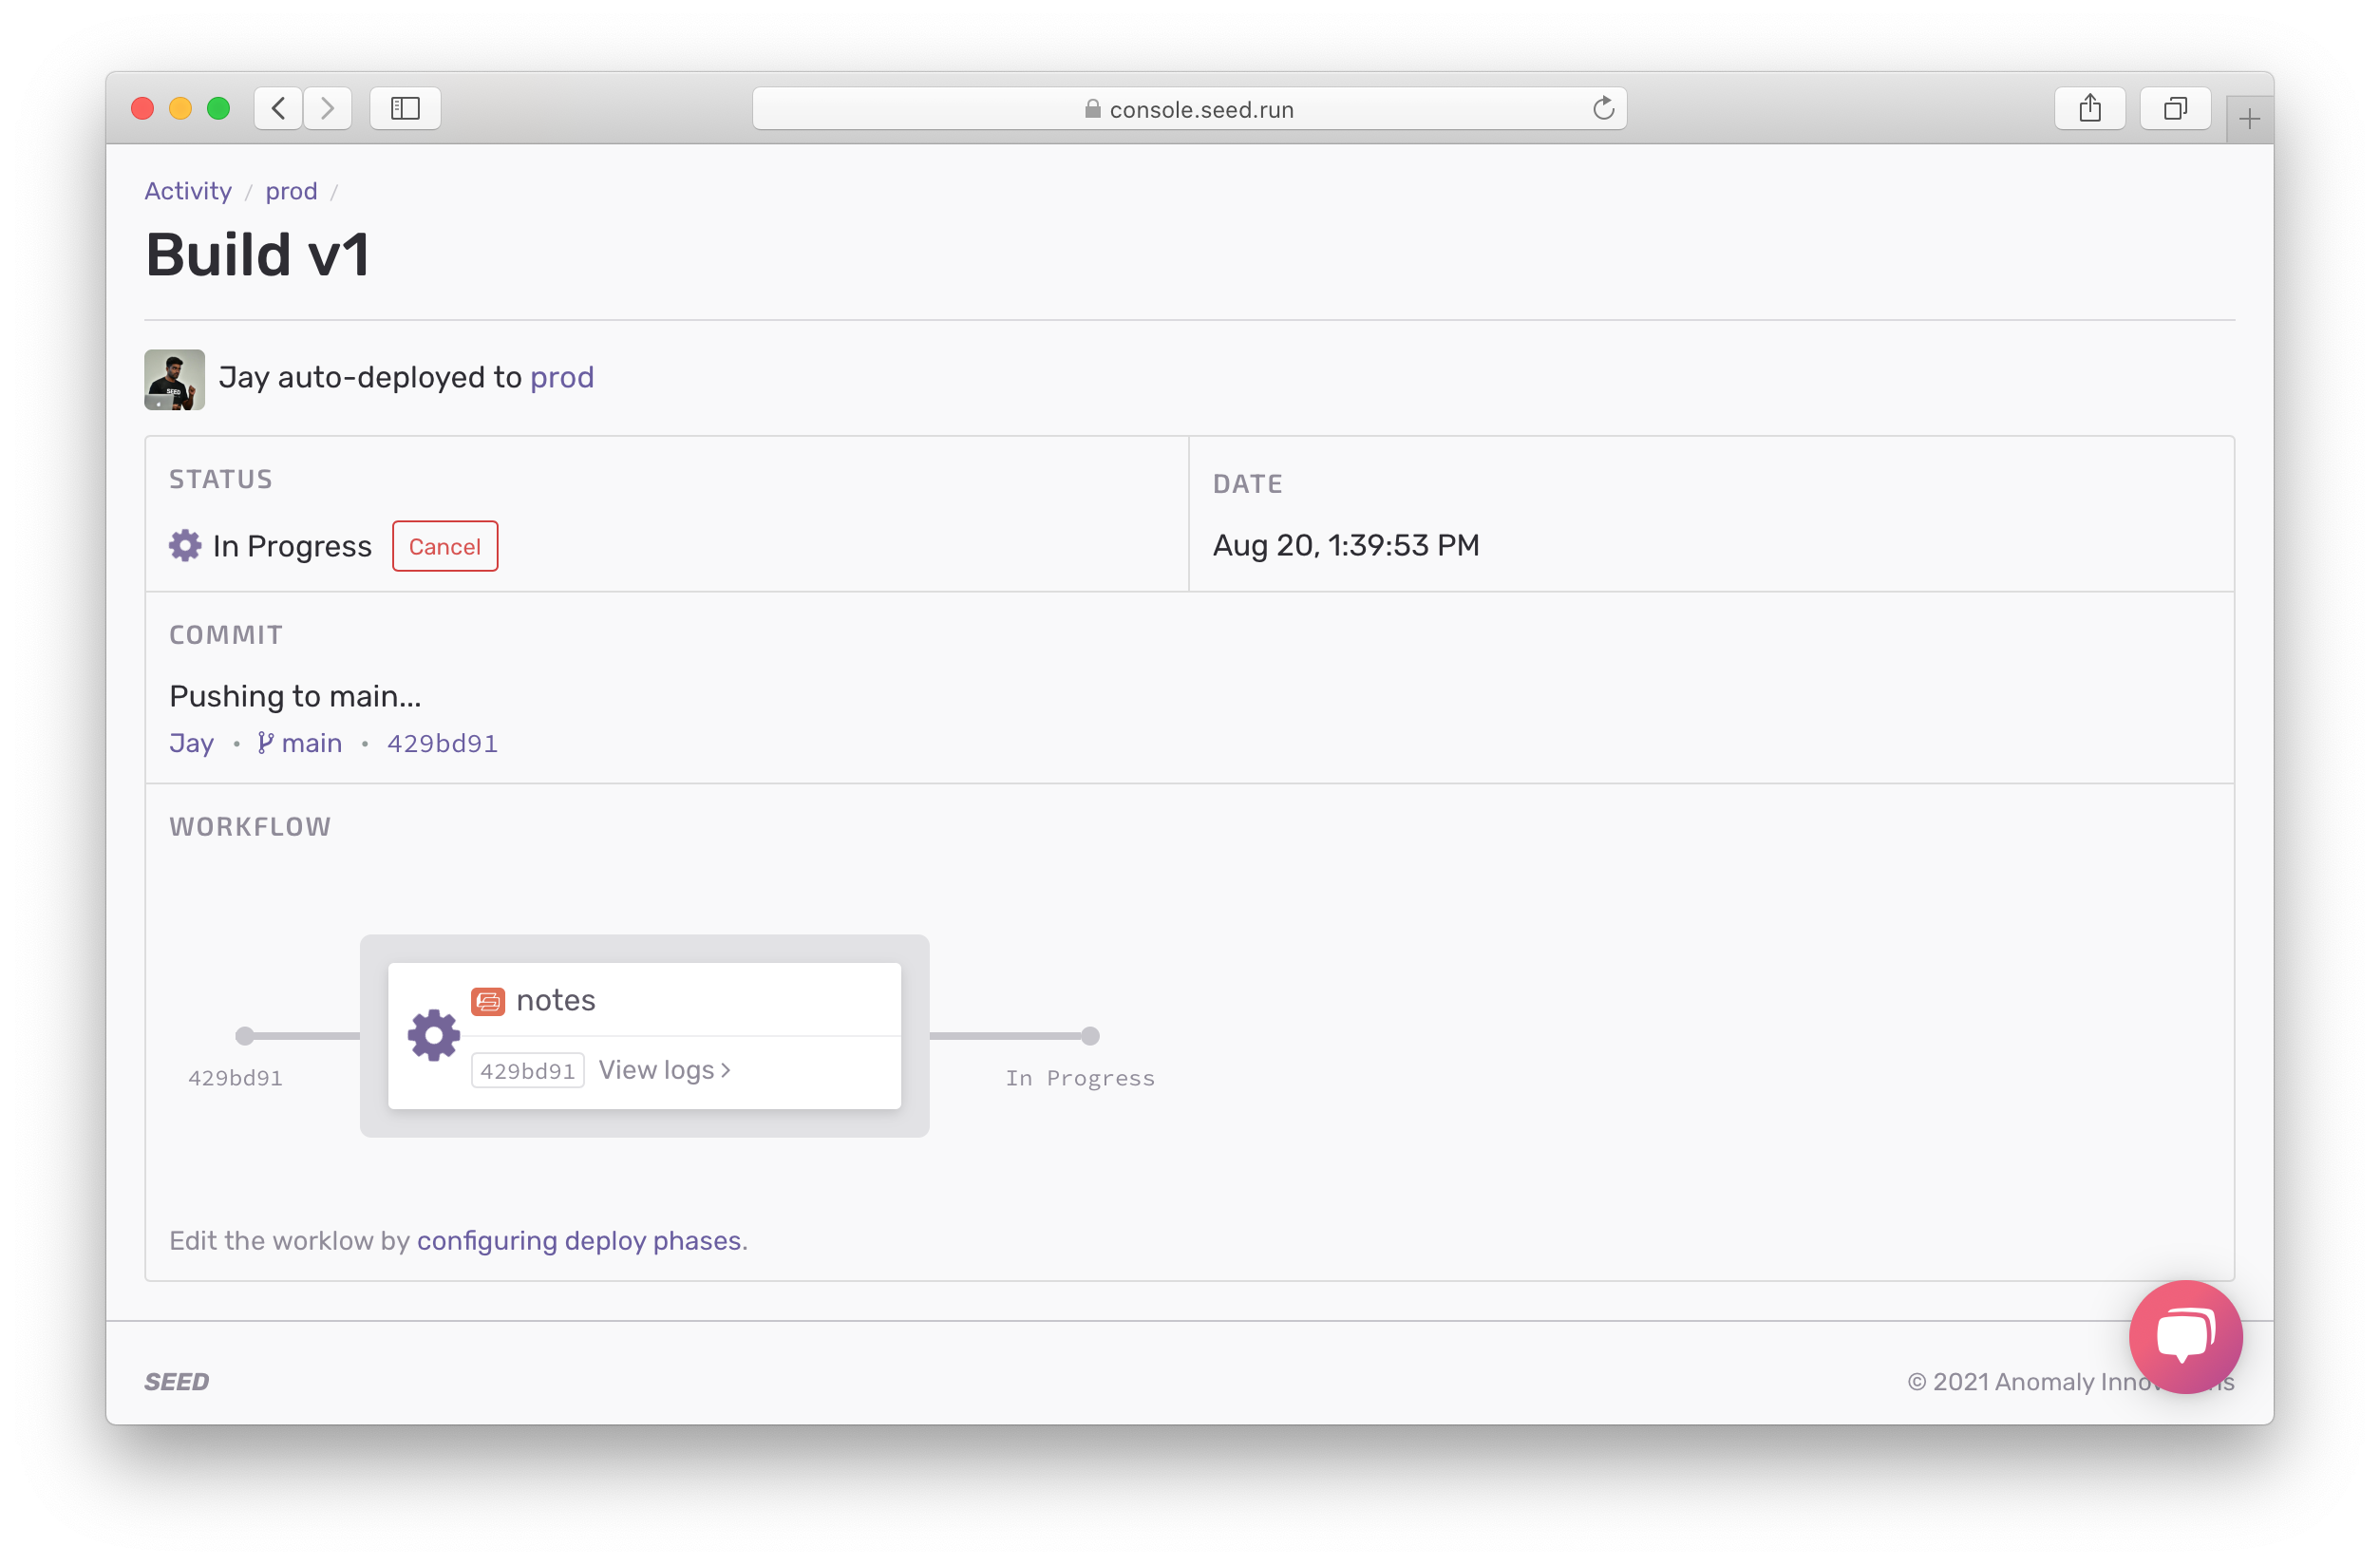 console.seed.run
Activity / prod /
Build v1
Jay auto-deployed to prod
STATUS
In Progress Cancel
DATE
Aug 20, 1:39:53 PM
COMMIT
Pushing to main...
Jay • main • 429bd91
WORKFLOW
notes
429bd91 View logs >
429bd91
In Progress
Edit the worklow by configuring deploy phases.
SEED
© 2021 Anomaly